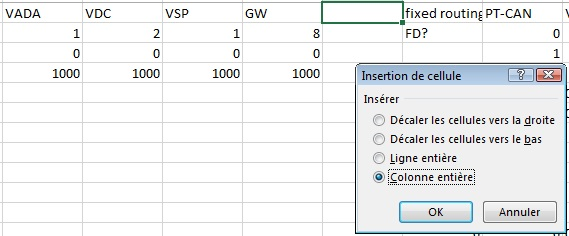 VADA VDC VSP GW fixed routing PT-CAN
1 2 1 8 FD? 0
0 0 0 0 1
1000 1000 1000 1000
Insertion de cellule
Insérer
Décaler les cellules vers la droite
Décaler les cellules vers le bas
Ligne entière
Colonne entière
OK Annuler